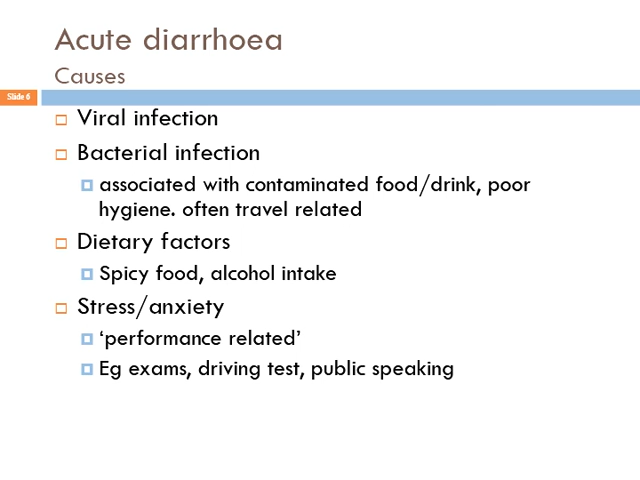 Acute diarrhoea
Causes
Slide 6
Viral infection
Bacterial infection
associated with contaminated food/drink, poor
hygiene. often travel related
Dietary factors
Spicy food, alcohol intake
Stress/anxiety
‘performance related’
Eg exams, driving test, public speaking